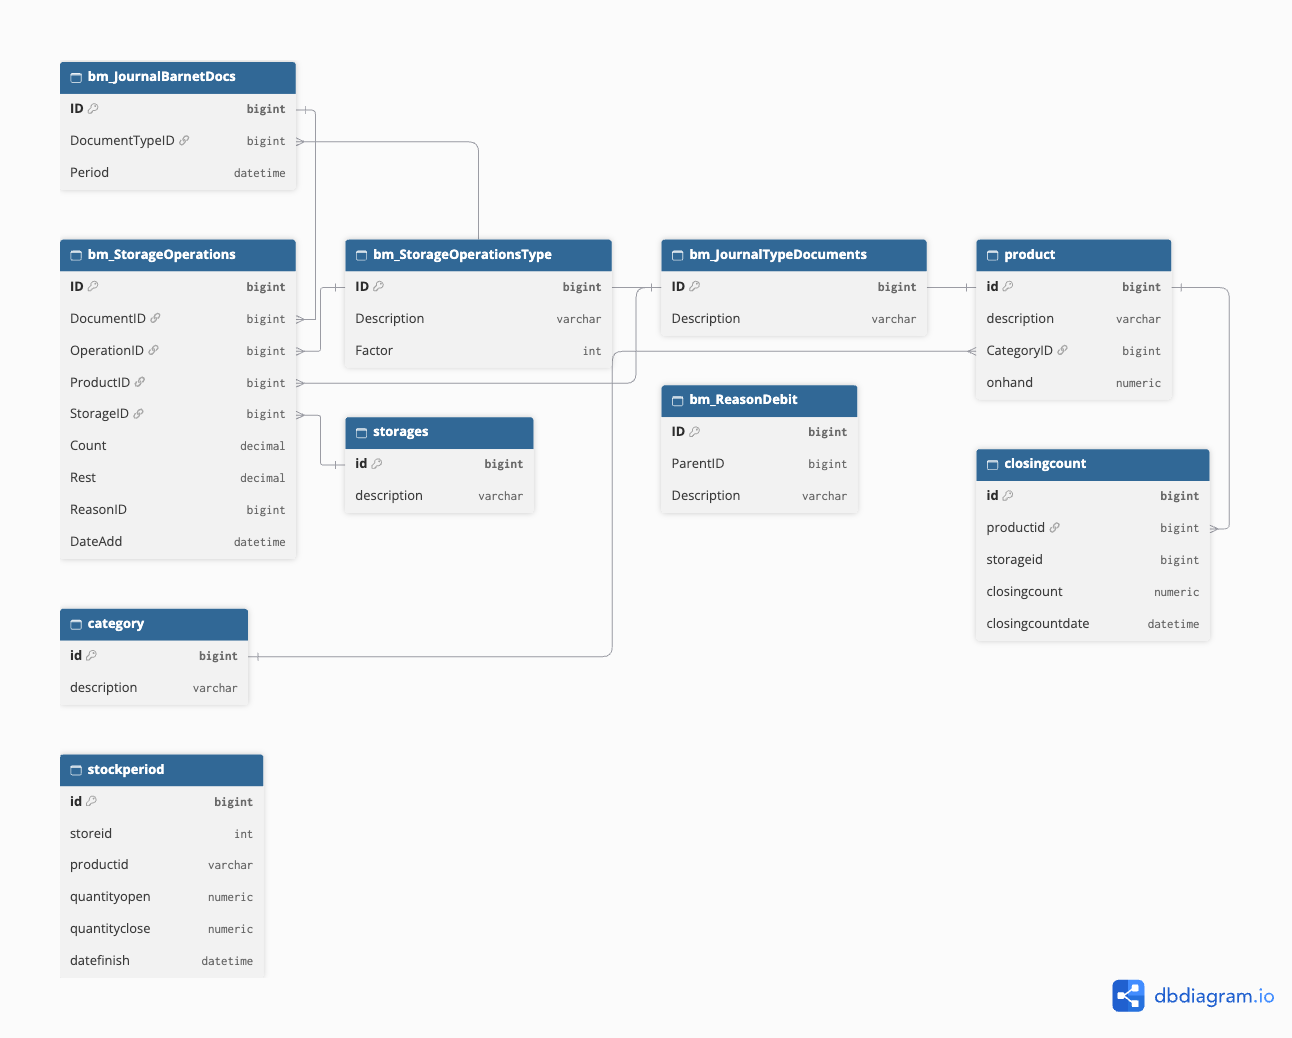 bm_JournalBarnetDocs
ID bigint
DocumentTypeID bigint
Period datetime
bm_StorageOperations
ID bigint
DocumentID bigint
OperationID bigint
ProductID bigint
StorageID bigint
Count decimal
Rest decimal
ReasonID bigint
DateAdd datetime
bm_StorageOperationsType
ID bigint
Description varchar
Factor int
bm_JournalTypeDocuments
ID bigint
Description varchar
product
id bigint
description varchar
CategoryID bigint
onhand numeric
storages
id bigint
description varchar
bm_ReasonDebit
ID bigint
ParentID bigint
Description varchar
closingcount
id bigint
productid bigint
storageid bigint
closingcount numeric
closingcountdate datetime
category
id bigint
description varchar
stockperiod
id bigint
storeid int
productid varchar
quantityopen numeric
quantityclose numeric
datefinish datetime
dbdiagram.io